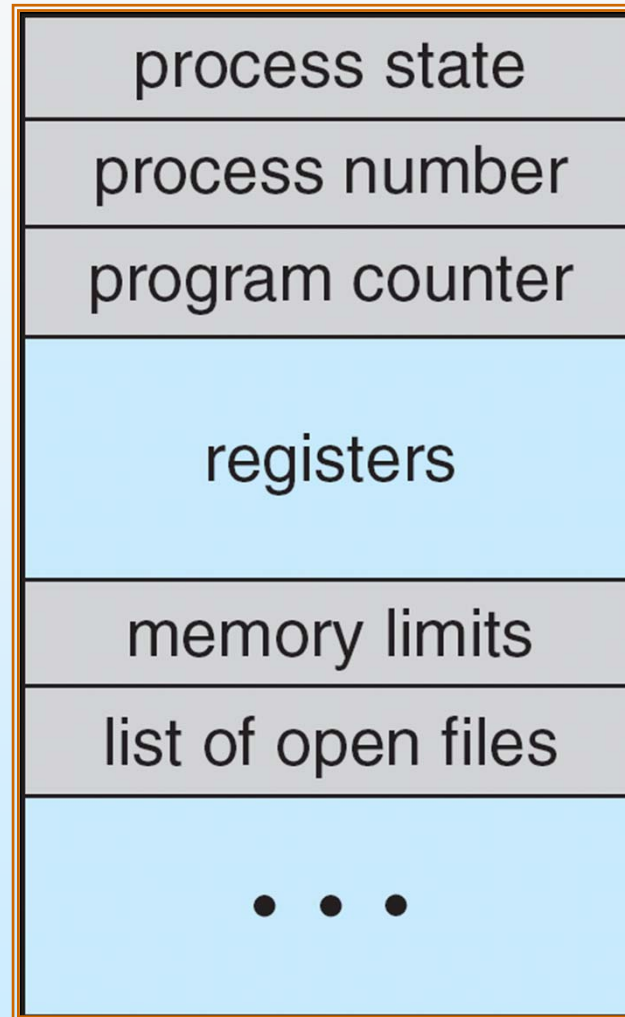 process state
process number
program counter
registers
memory limits
list of open files
• • •